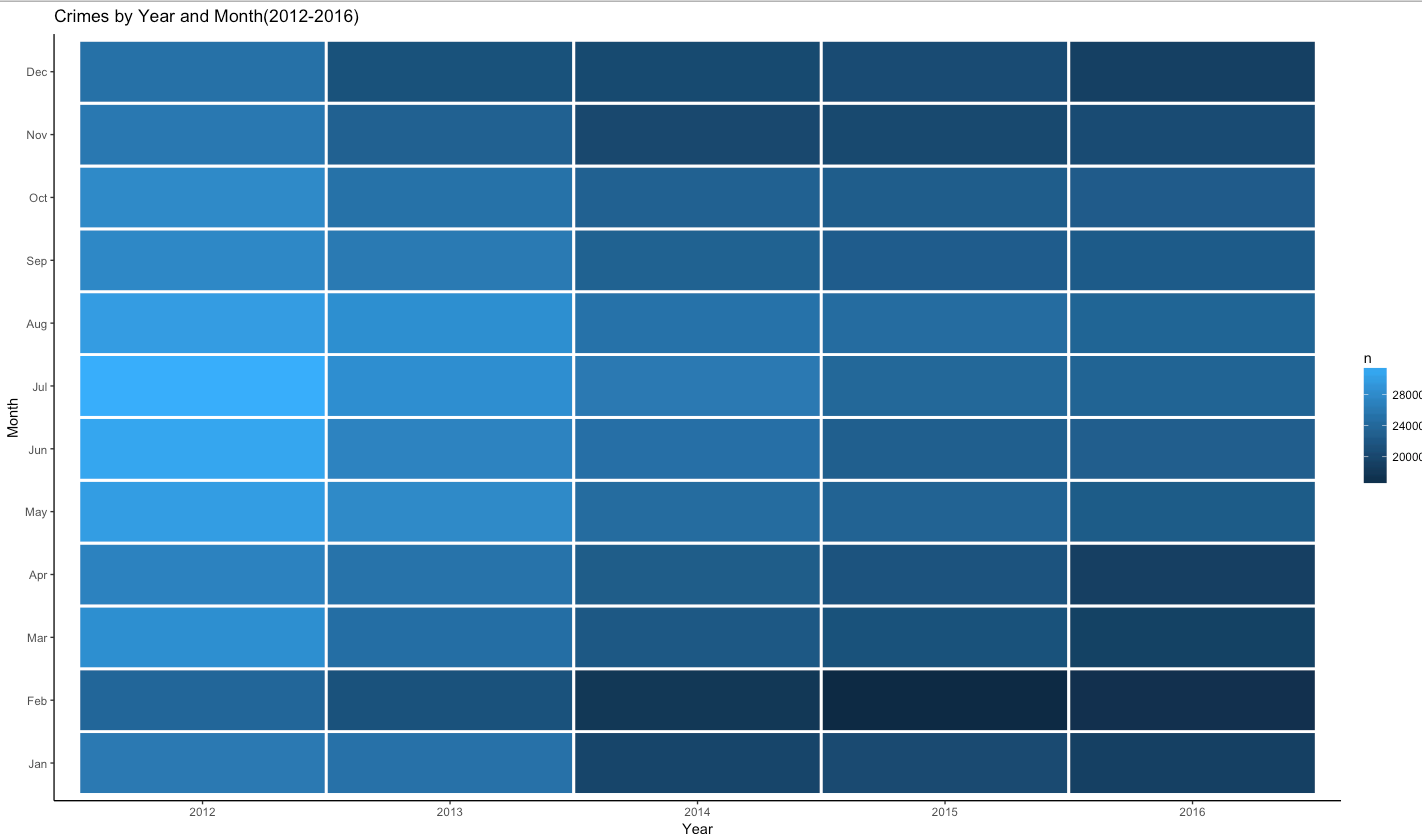 Crimes by Year and Month(2012-2016)
Dec
Nov
Oct
Sep
Aug
Jul
Jun
May
Apr
Mar
Feb
Jan
Month
2012 2013 2014 2015 2016
Year
n
28000
24000
20000